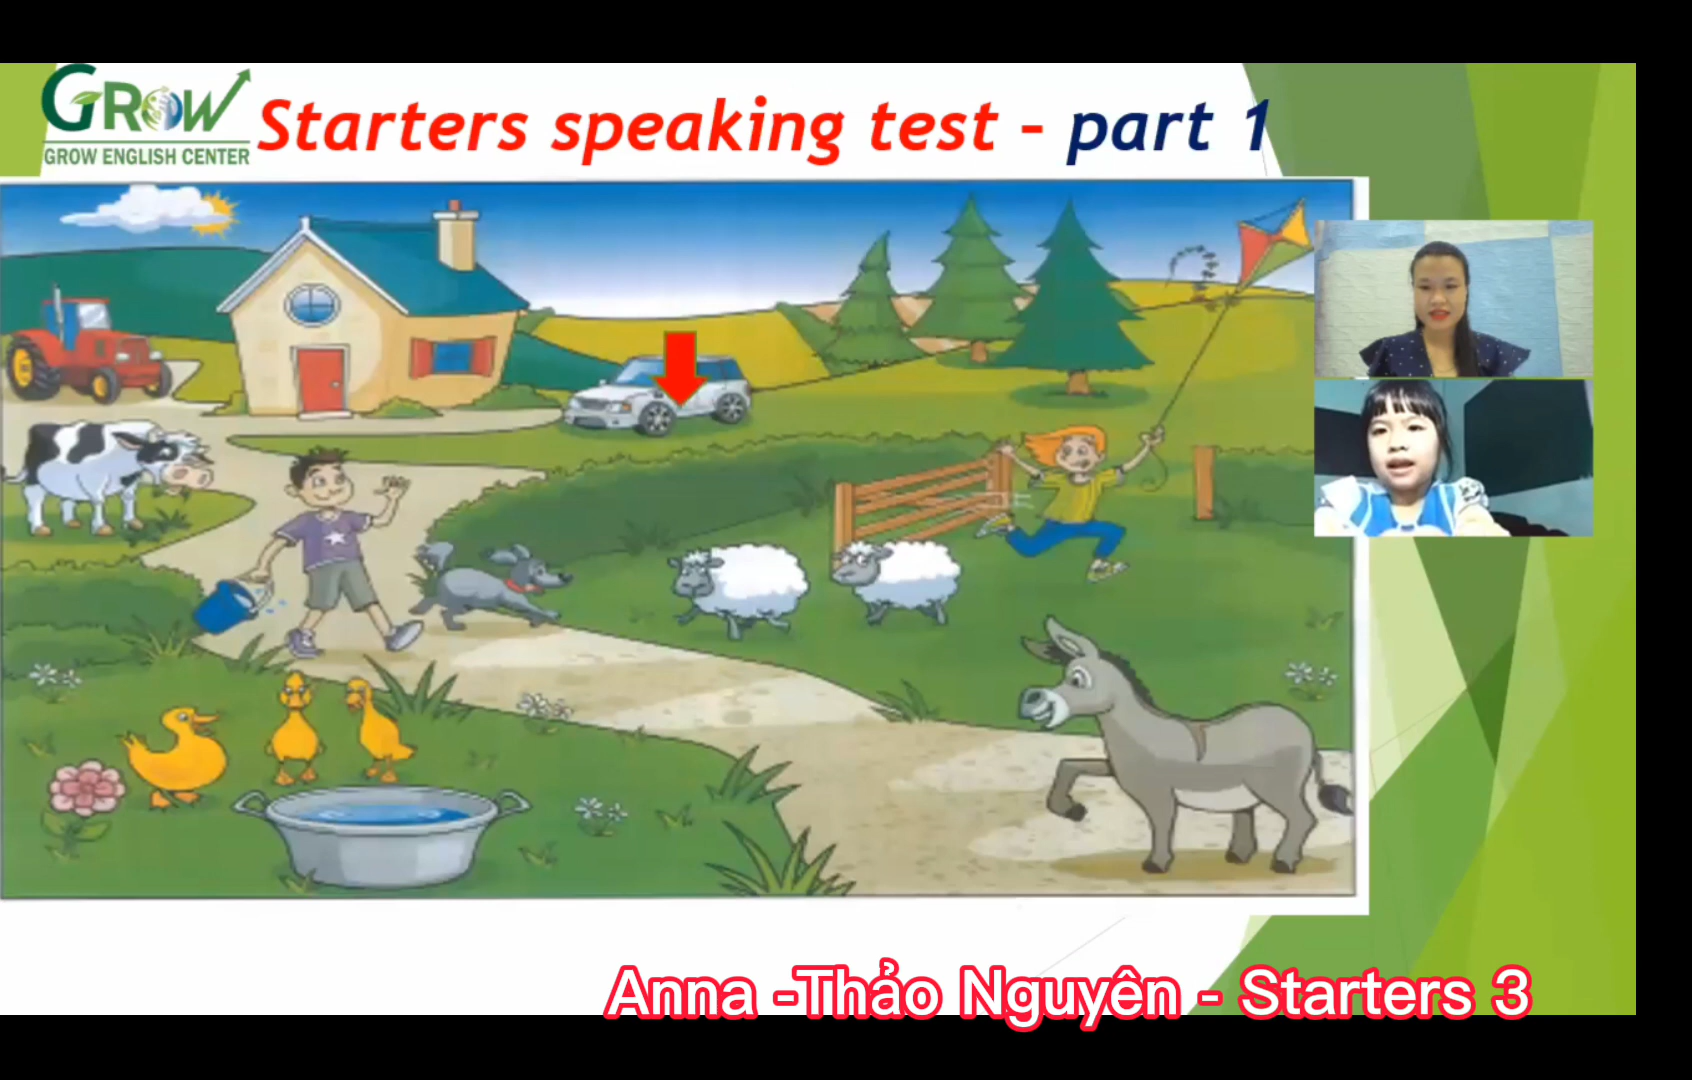 GROW
GROW ENGLISH CENTER
Starters speaking test - part 1
Anna -Thảo Nguyên - Starters 3